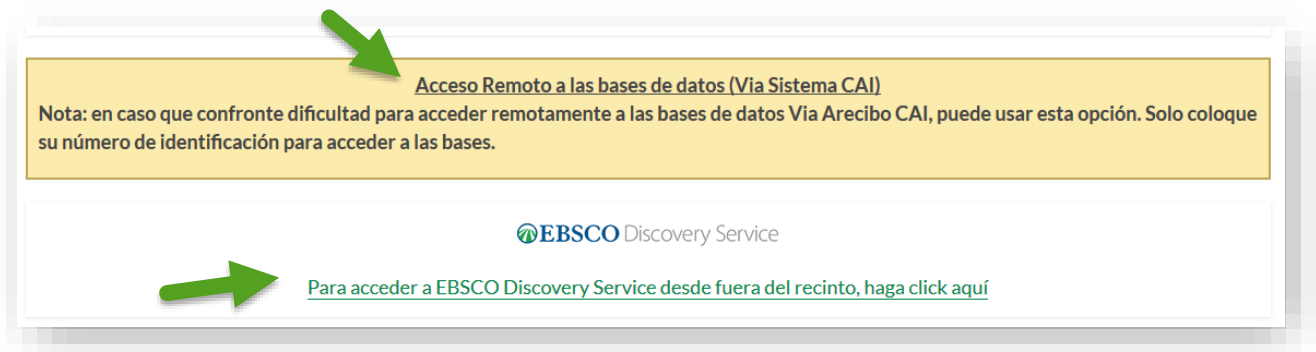 Acceso Remoto a las bases de datos (Via Sistema CAI)
Nota: en caso que confronte dificultad para acceder remotamente a las bases de datos Via Arecibo CAI, puede usar esta opción. Solo coloque
su número de identificación para acceder a las bases.
EBSCO Discovery Service
Para acceder a EBSCO Discovery Service desde fuera del recinto, haga click aquí